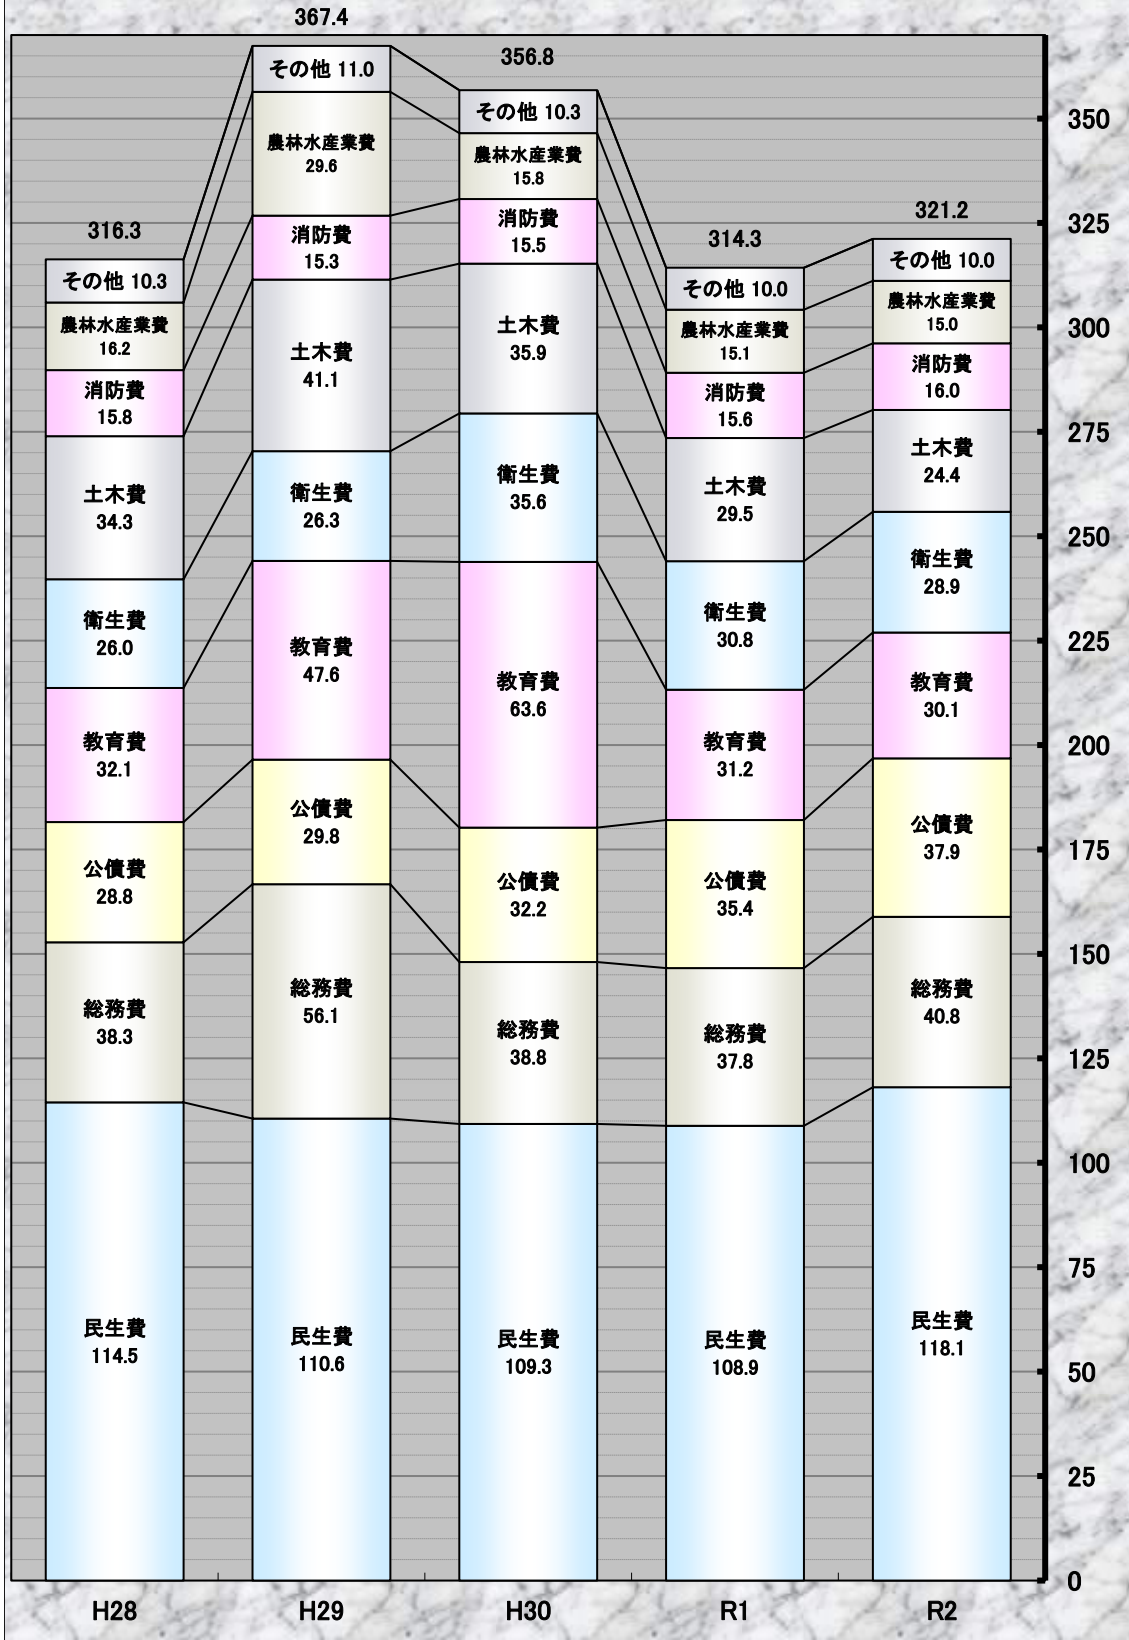 367.4
356.8
316.3
314.3
321.2
その他 10.3
農林水産業費
16.2
消防費
15.8
土木費
34.3
衛生費
26.0
教育費
32.1
公債費
28.8
総務費
38.3
民生費
114.5
その他 11.0
農林水産業費
29.6
消防費
15.3
土木費
41.1
衛生費
26.3
教育費
47.6
公債費
29.8
総務費
56.1
民生費
110.6
その他 10.3
農林水産業費
15.8
消防費
15.5
土木費
35.9
衛生費
35.6
教育費
63.6
公債費
32.2
総務費
38.8
民生費
109.3
その他 10.0
農林水産業費
15.1
消防費
15.6
土木費
29.5
衛生費
30.8
教育費
31.2
公債費
35.4
総務費
37.8
民生費
108.9
その他 10.0
農林水産業費
15.0
消防費
16.0
土木費
24.4
衛生費
28.9
教育費
30.1
公債費
37.9
総務費
40.8
民生費
118.1
350
325
300
275
250
225
200
175
150
125
100
75
50
25
0
H28
H29
H30
R1
R2